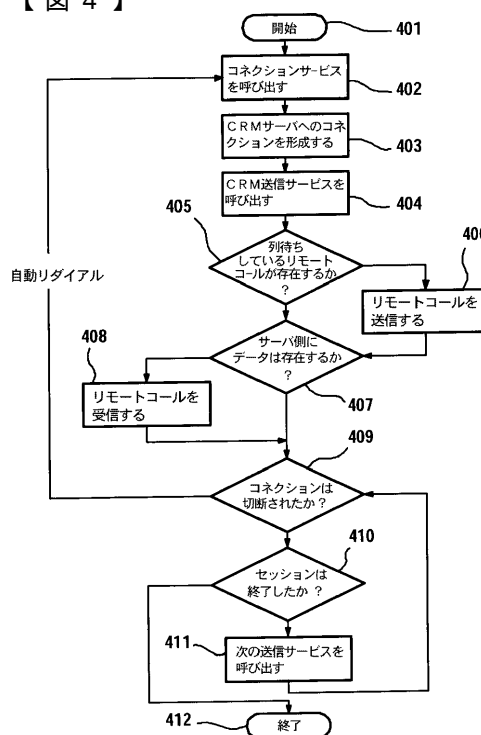 【図4】
開始
401
コネクションサービス
を呼び出す
402
CRMサーバへのコネ
クションを形成する
403
CRM送信サービスを
呼び出す
404
405
列待ち
しているリモート
コールが存在するか
?
リモートコールを
送信する
自動リダイアル
サーバ側に
データは存在するか
?
407
408
リモートコールを
受信する
409
コネクションは
切断されたか?
410
セッションは
終了したか ?
411
次の送信サービスを
呼び出す
412
終了